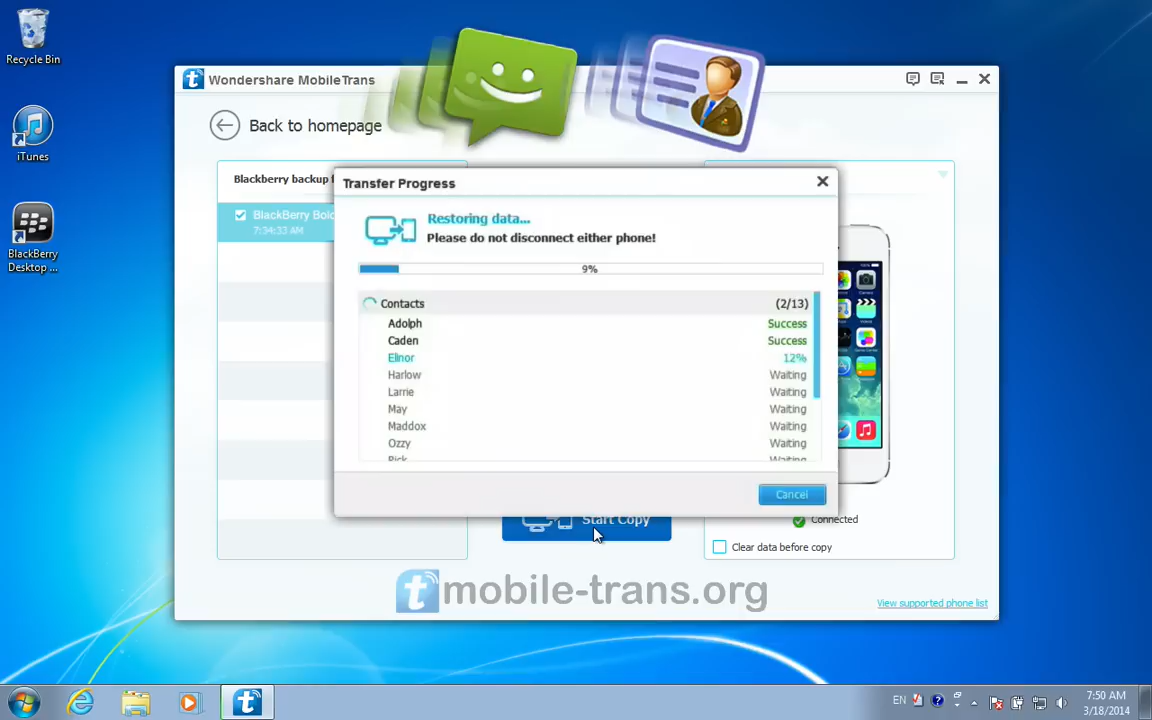 Recycle Bin
iTunes
BlackBerry
Desktop ...
Wondershare MobileTrans
Back to homepage
Blackberry backup
BlackBerry Bold
7:34:33 AM
Transfer Progress
Restoring data...
Please do not disconnect either phone!
9%
Contacts (2/13)
Adolph Success
Caden Success
Elinor 12%
Harlow Waiting
Larrie Waiting
May Waiting
Maddox Waiting
Ozzy Waiting
Rick Waiting
Cancel
Start Copy
Connected
Clear data before copy
mobile-trans.org
View supported phone list
EN
7:50 AM
3/18/2014